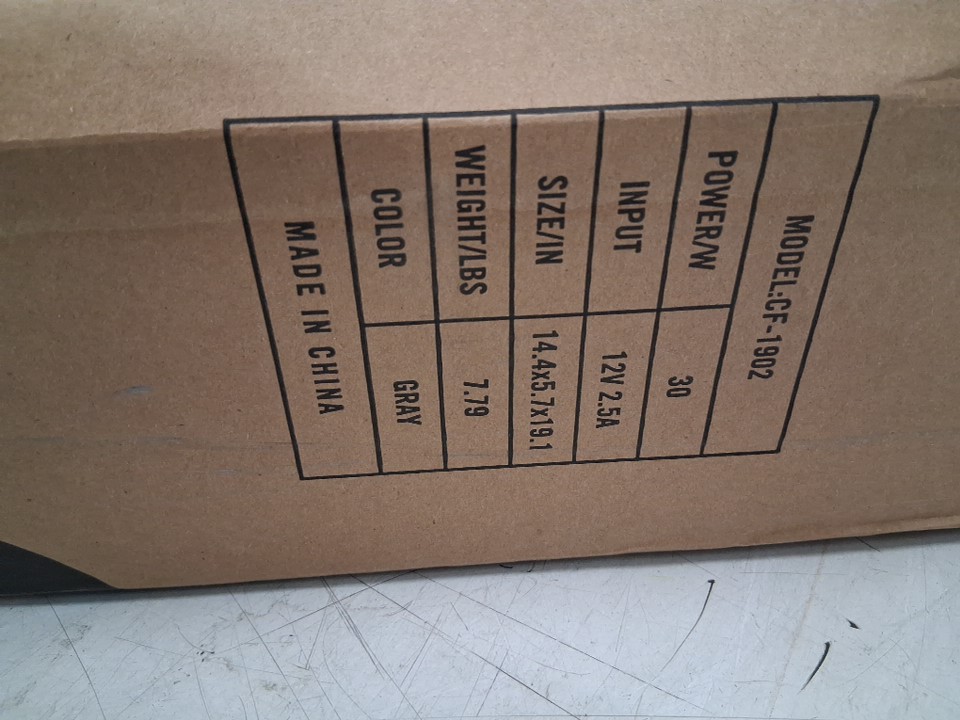 MODEL:CF-1902
POWER/W 30
INPUT 12V 2.5A
SIZE/IN 14.4x5.7x19.1
WEIGHT/LBS 7.79
COLOR GRAY
MADE IN CHINA